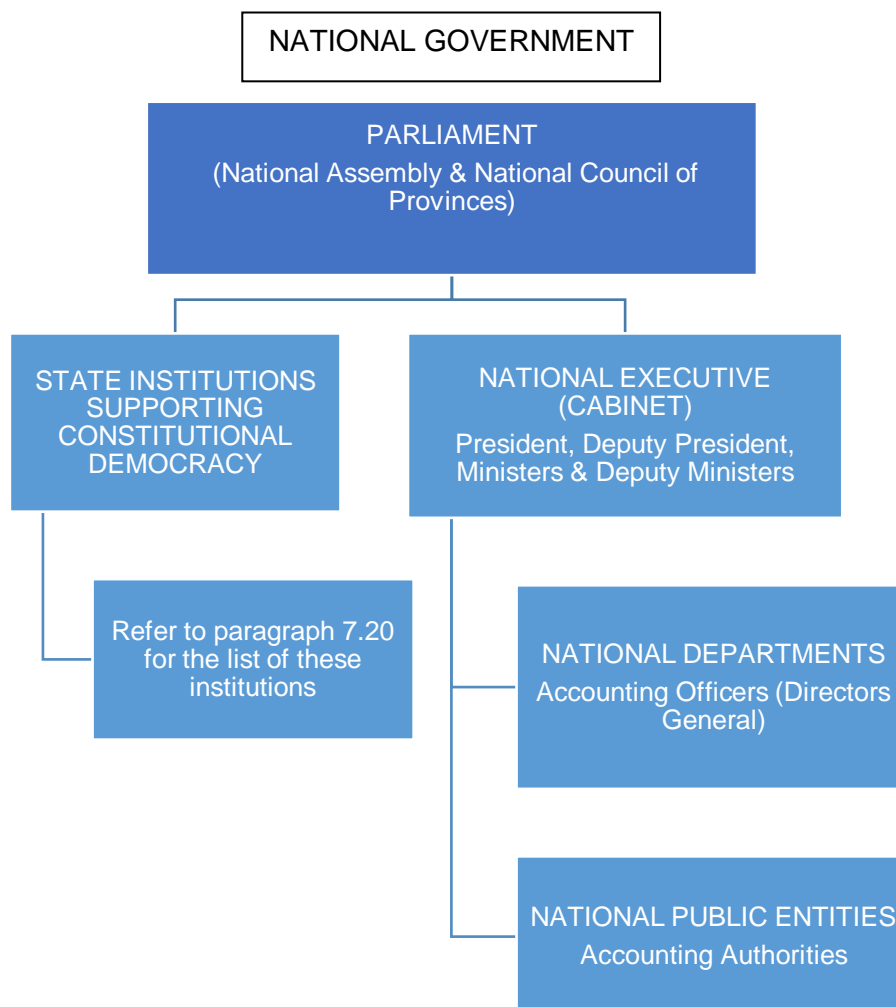 NATIONAL GOVERNMENT
PARLIAMENT
(National Assembly & National Council of
Provinces)
STATE INSTITUTIONS
SUPPORTING
CONSTITUTIONAL
DEMOCRACY
NATIONAL EXECUTIVE
(CABINET)
President, Deputy President,
Ministers & Deputy Ministers
Refer to paragraph 7.20
for the list of these
institutions
NATIONAL DEPARTMENTS
Accounting Officers (Directors
General)
NATIONAL PUBLIC ENTITIES
Accounting Authorities